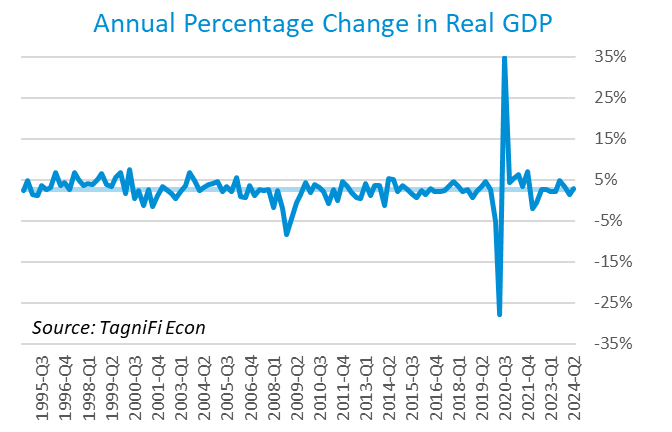 Annual Percentage Change in Real GDP
35%
25%
15%
5%
-5%
-15%
-25%
-35%
Source: TagniFi Econ
1995-Q3
1996-Q4
1998-Q1
1999-Q2
2000-Q3
2001-Q4
2003-Q1
2004-Q2
2005-Q3
2006-Q4
2008-Q1
2009-Q2
2010-Q3
2011-Q4
2013-Q1
2014-Q2
2015-Q3
2016-Q4
2018-Q1
2019-Q2
2020-Q3
2021-Q4
2023-Q1
2024-Q2